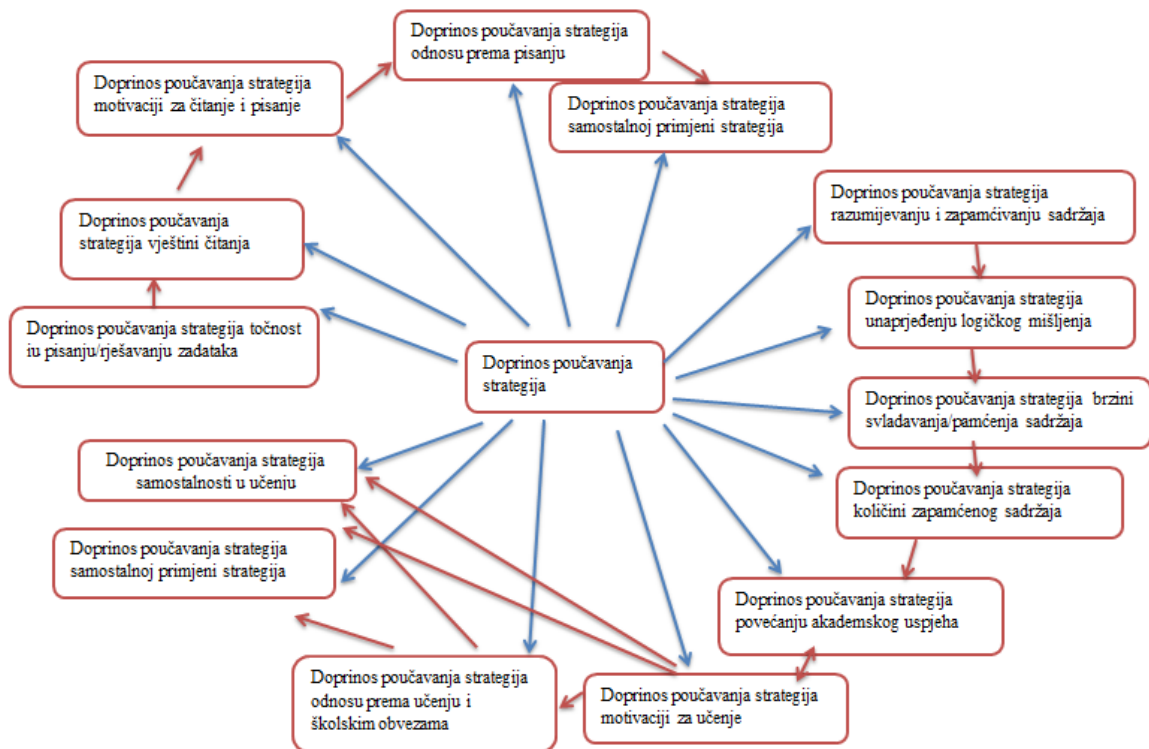 Doprinos poučavanja strategija
odnosu prema pisanju
Doprinos poučavanja strategija
motivaciji za čitanje i pisanje
Doprinos poučavanja strategija
samostalnoj primjeni strategija
Doprinos poučavanja strategija
razumijevanju i zapamćivanju sadržaja
Doprinos poučavanja
strategija vještini čitanja
Doprinos poučavanja strategija
unaprjeđenju logičkog mišljenja
Doprinos poučavanja strategija točnost
iu pisanju/rješavanju zadataka
Doprinos poučavanja
strategija
Doprinos poučavanja strategija brzini
svladavanja/pamćenja sadržaja
Doprinos poučavanja strategija
samostalnosti u učenju
Doprinos poučavanja strategija
količini zapamćenog sadržaja
Doprinos poučavanja strategija
samostalnoj primjeni strategija
Doprinos poučavanja strategija
povećanju akademskog uspjeha
Doprinos poučavanja strategija
odnosu prema učenju i
školskim obvezama
Doprinos poučavanja strategija
motivaciji za učenje